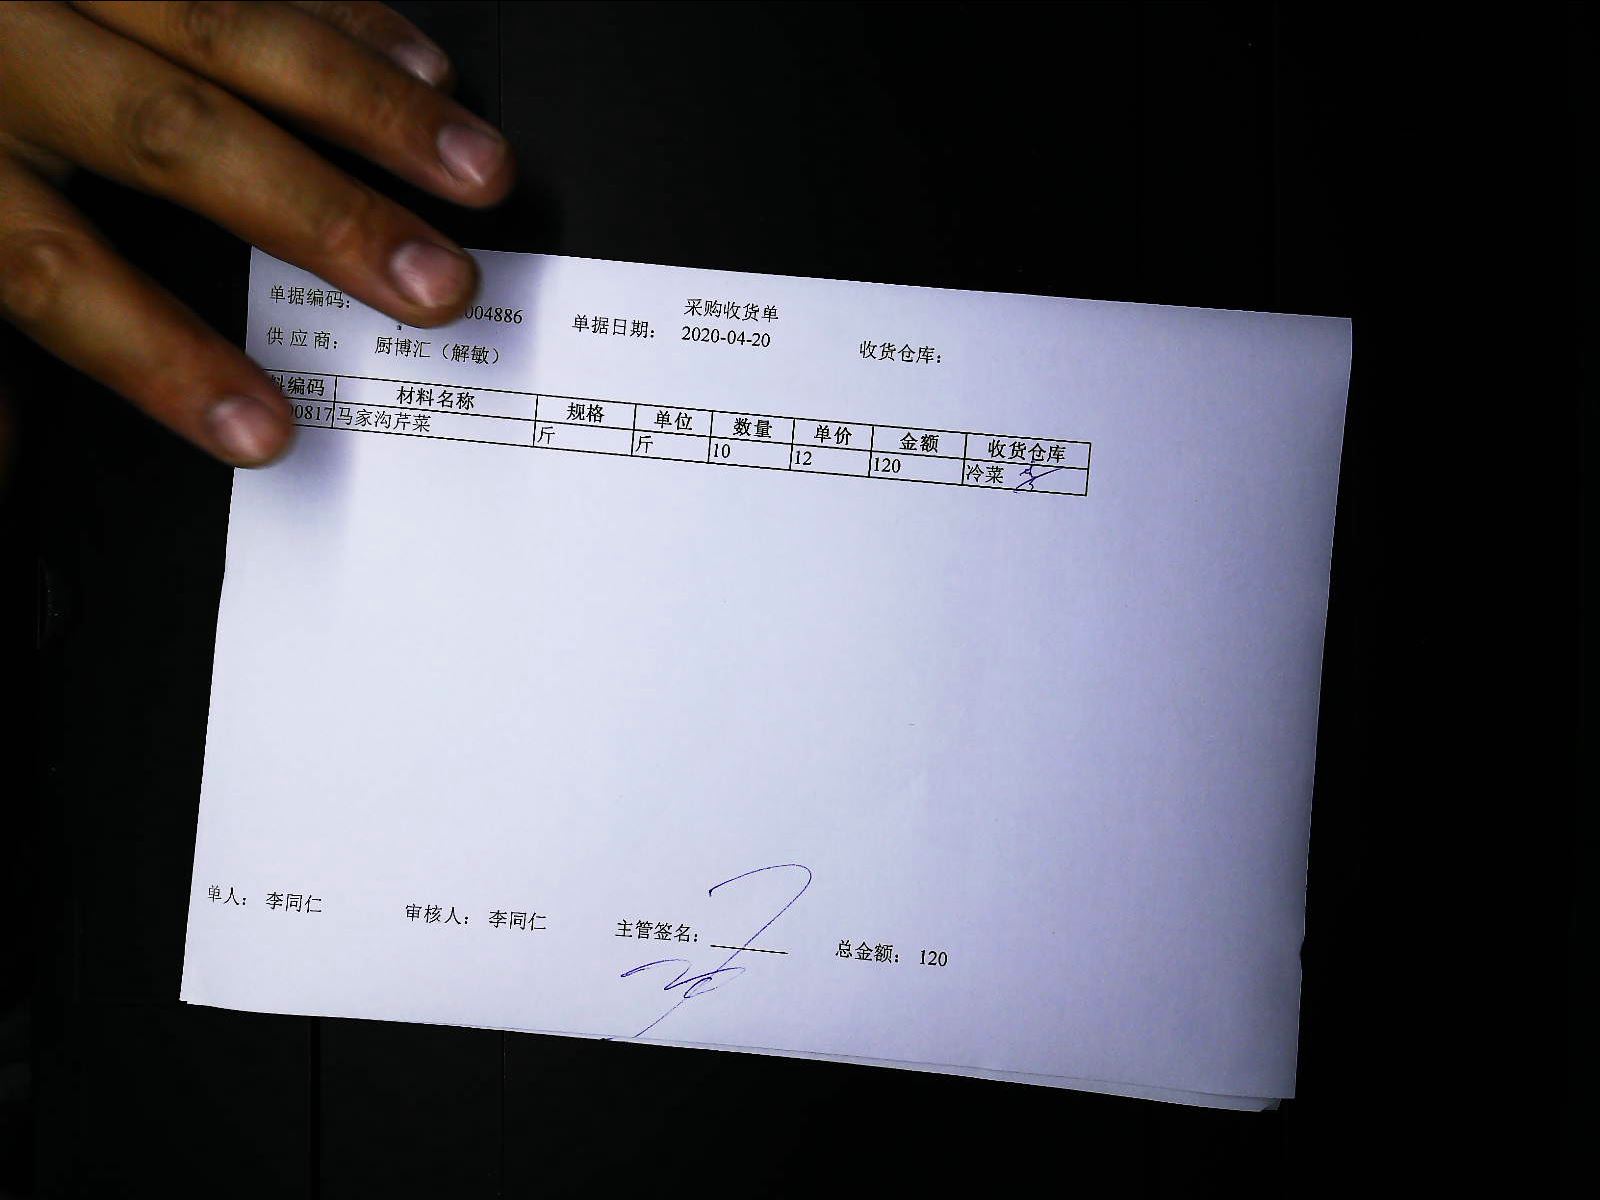 采购收货单
单据编码: 004886 单据日期: 2020-04-20 收货仓库:
供应商: 厨博汇（解敏）
料编码 材料名称 规格 单位 数量 单价 金额 收货仓库
00817 马家沟芹菜 斤 斤 10 12 120 冷菜
单人: 李同仁 审核人: 李同仁 主管签名: 总金额: 120